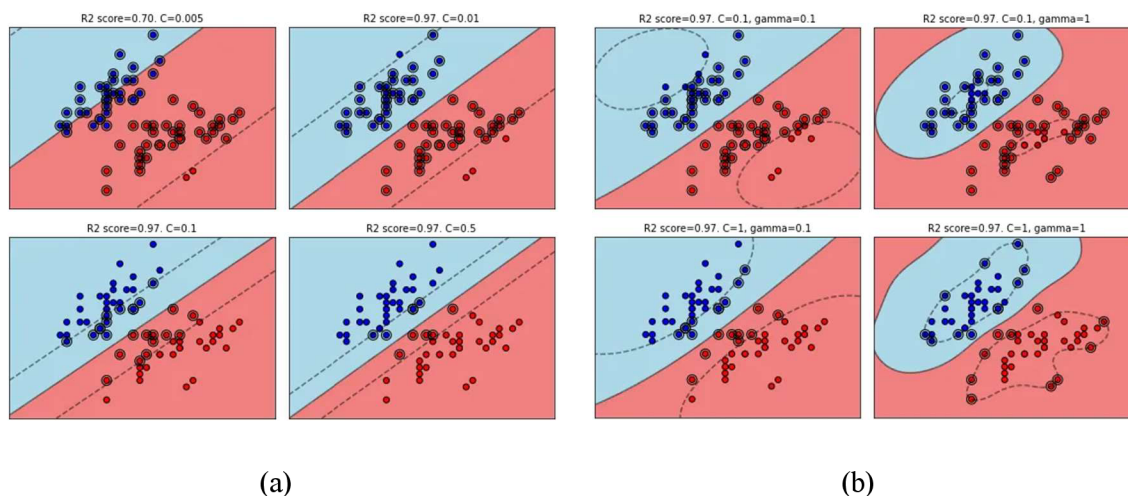 R2 score=0.70. C=0.005
R2 score=0.97. C=0.01
R2 score=0.97. C=0.1
R2 score=0.97. C=0.5
(a)
R2 score=0.97. C=0.1, gamma=0.1
R2 score=0.97. C=0.1, gamma=1
R2 score=0.97. C=1, gamma=0.1
R2 score=0.97. C=1, gamma=1
(b)